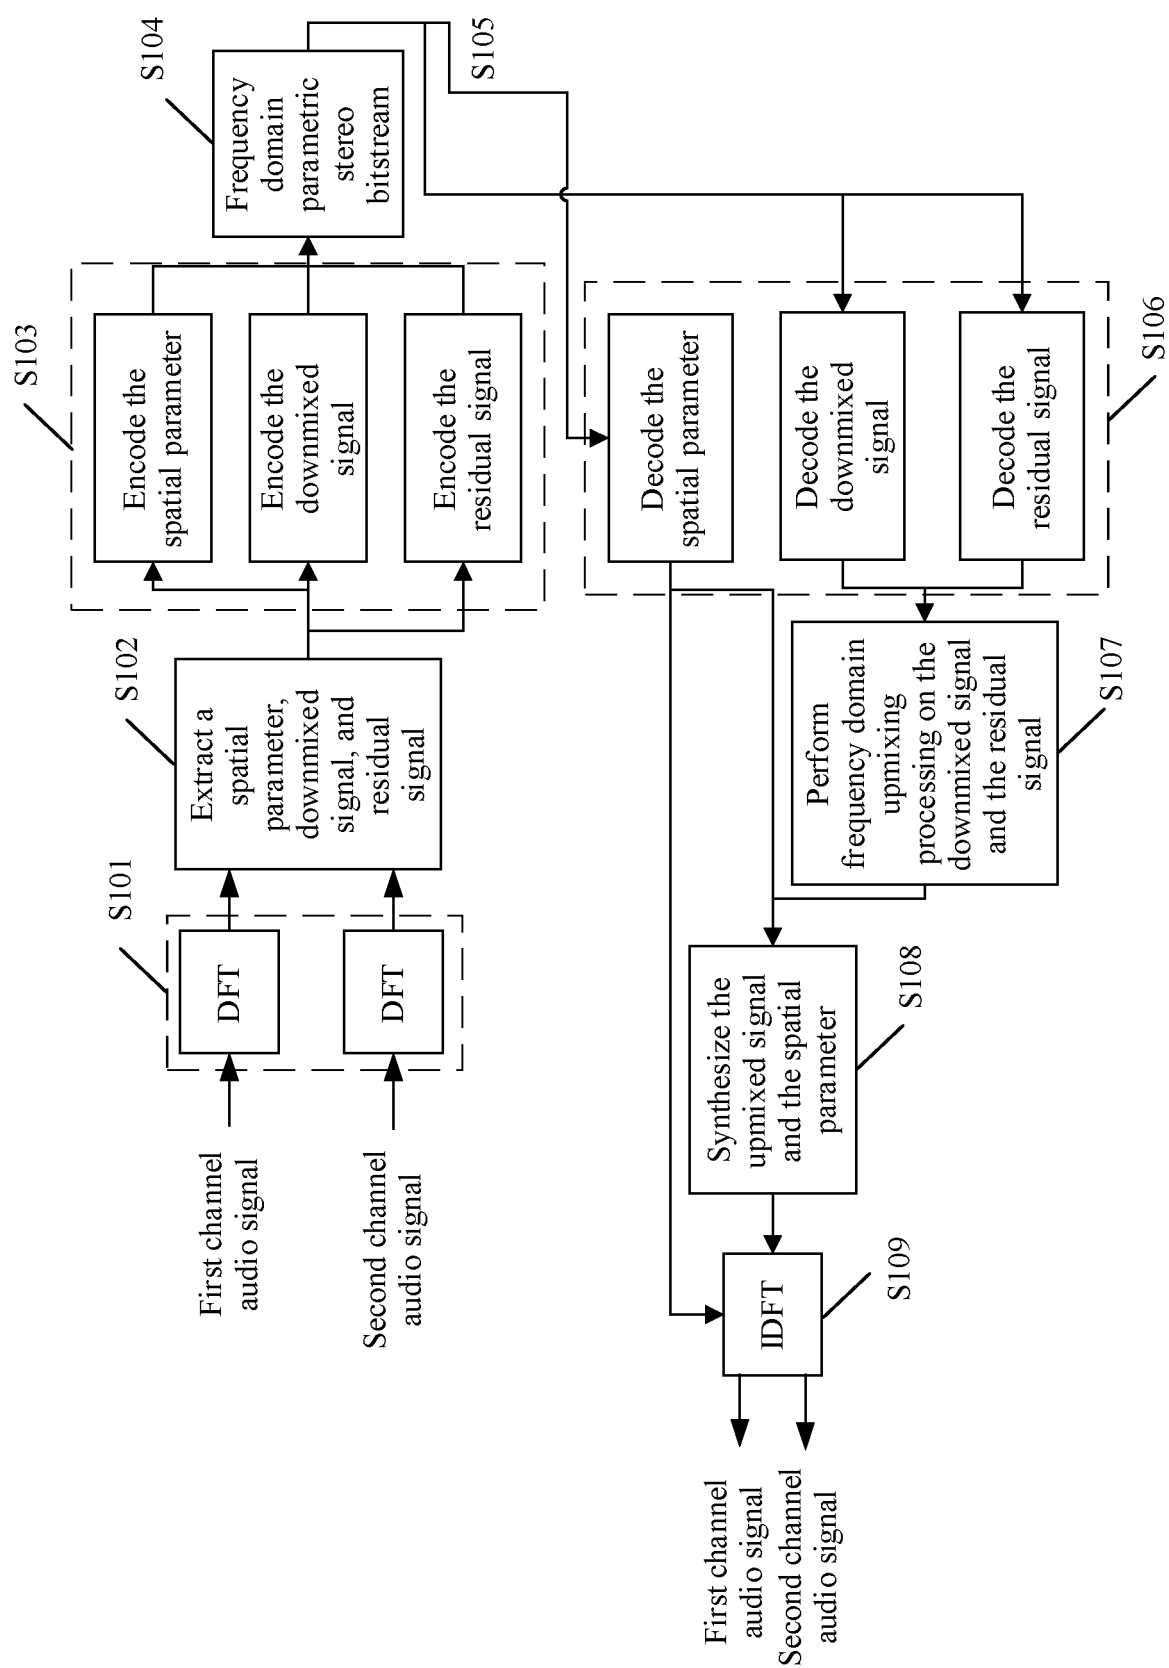 First channel
audio signal
Second channel
audio signal
DFT
DFT
S101
Extract a
spatial
parameter,
downmixed
signal, and
residual
signal
S102
Encode the
spatial parameter
Encode the
downmixed
signal
Encode the
residual signal
S103
Frequency
domain
parametric
stereo
bitstream
S104
S105
Decode the
spatial parameter
Decode the
downmixed
signal
Decode the
residual signal
S106
Perform
frequency domain
upmixing
processing on the
downmixed signal
and the residual
signal
S107
Synthesize the
upmixed signal
and the spatial
parameter
S108
IDFT
S109
First channel
audio signal
Second channel
audio signal